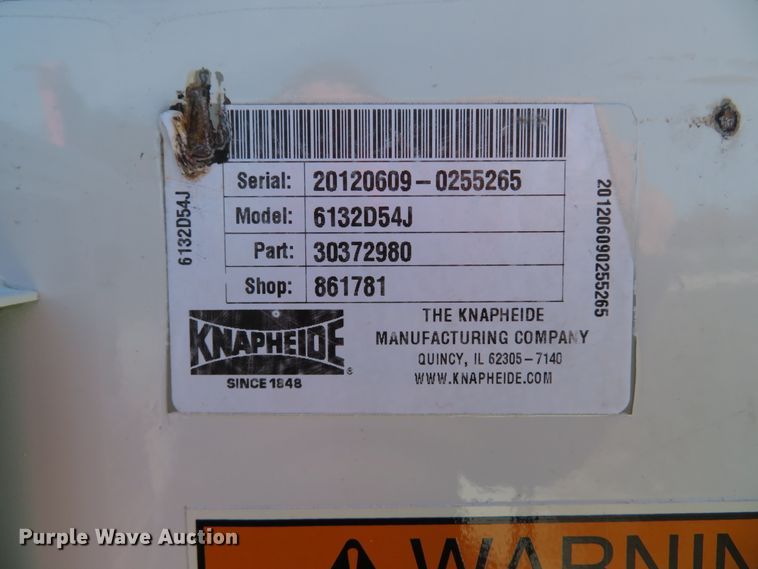 Serial: 20120609-0255265
Model: 6132D54J
Part: 30372980
Shop: 861781
6132D54J
201206090255265
KNAPHEIDE
®
SINCE 1848
THE KNAPHEIDE
MANUFACTURING COMPANY
QUINCY, IL 62305-7140
WWW.KNAPHEIDE.COM
WARNIN
Purple Wave Auction